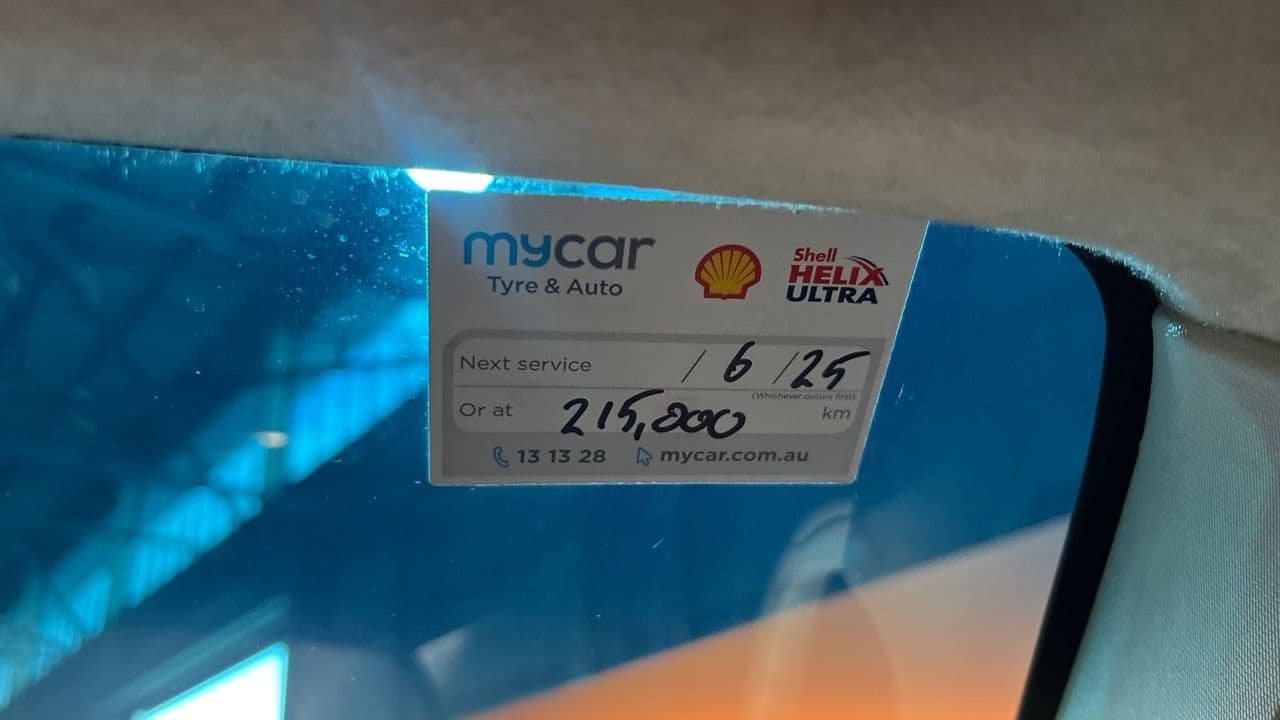 mycar
Tyre & Auto
Shell
HELIX
ULTRA
Next service / 6 /25
(Whichever occurs first)
Or at 215,000 km
13 13 28 mycar.com.au